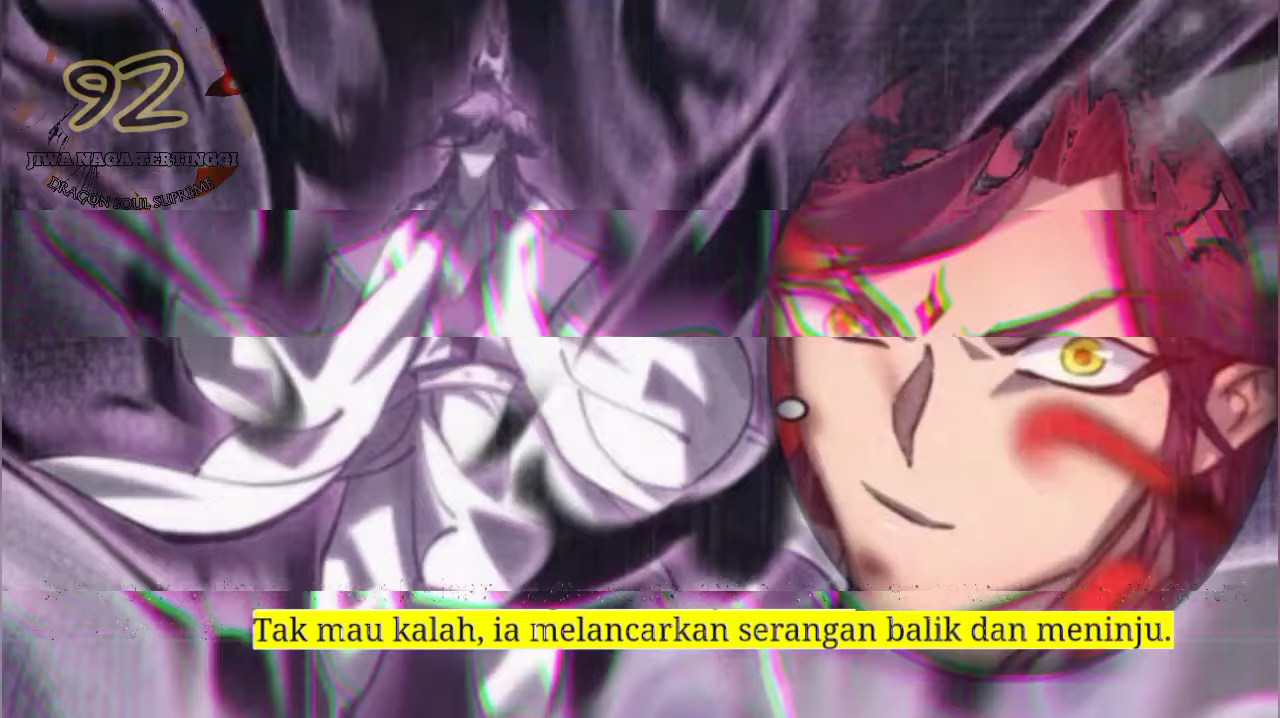 92
JIWA NAGA TERTINGGI
DRAGON SOUL SUPREME
Tak mau kalah, ia melancarkan serangan balik dan meninju.